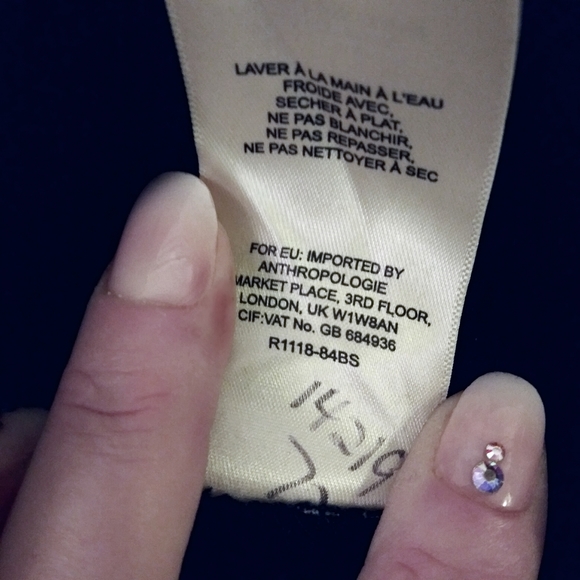 LAVER À LA MAIN À L'EAU
FROIDE AVEC,
SECHER À PLAT,
NE PAS BLANCHIR,
NE PAS REPASSER,
NE PAS NETTOYER À SEC
FOR EU: IMPORTED BY
ANTHROPOLOGIE
MARKET PLACE, 3RD FLOOR,
LONDON, UK W1W8AN
CIF:VAT No. GB 684936
R1118-84BS